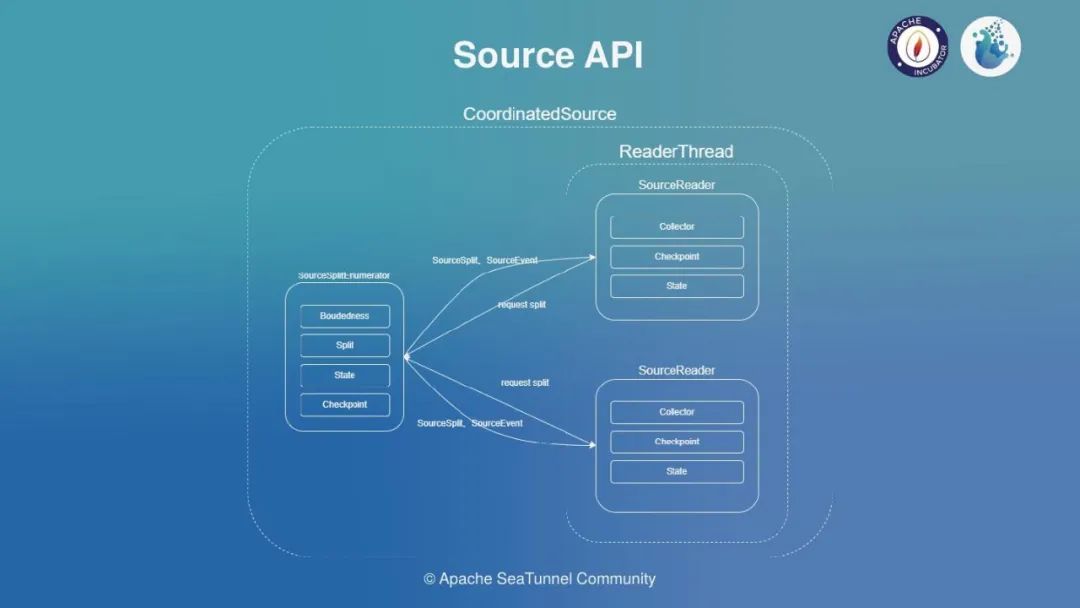 APACHE
INCUBATOR
Source API
CoordinatedSource
ReaderThread
SourceReader
Collector
Checkpoint
State
SourceSplit、SourceEvent
request split
SourceSplitEnumerator
Boudedness
Split
State
Checkpoint
request split
SourceSplit、SourceEvent
SourceReader
Collector
Checkpoint
State
© Apache SeaTunnel Community